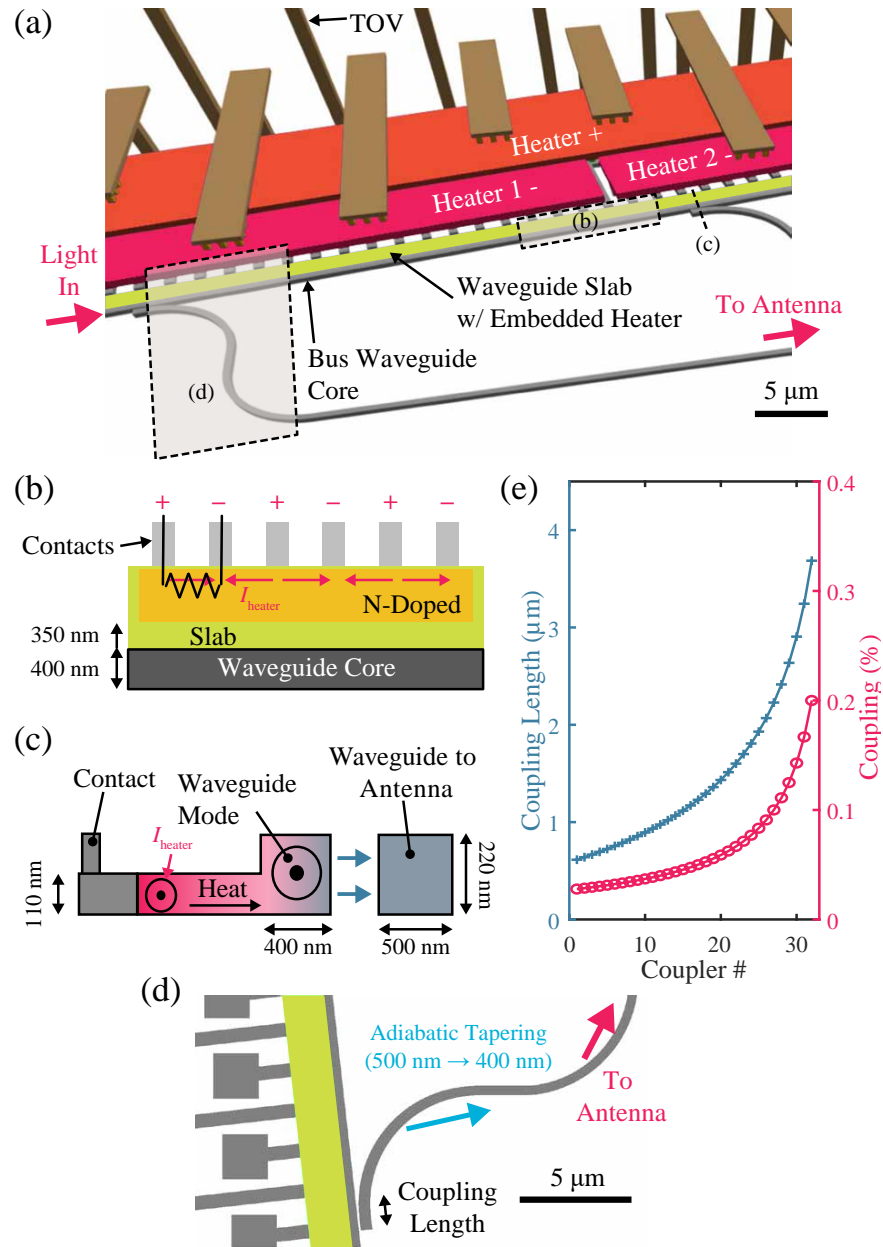 (a)
TOV
Heater +
Heater 1 -
Heater 2 -
(b)
(c)
Light
In
Waveguide Slab
w/ Embedded Heater
To Antenna
Bus Waveguide
Core
(d)
5 μm
(b)
+ − + − + −
Contacts
I heater
N-Doped
350 nm
Slab
400 nm
Waveguide Core
(c)
Contact
Waveguide
Mode
Waveguide to
Antenna
I heater
110 nm
Heat
220 nm
400 nm
500 nm
(e)
Coupling Length (μm)
4
3
2
1
0
0.4
0.3
0.2
0.1
0
Coupling (%)
0 10 20 30
Coupler #
(d)
Adiabatic Tapering
(500 nm → 400 nm)
To
Antenna
Coupling
Length
5 μm